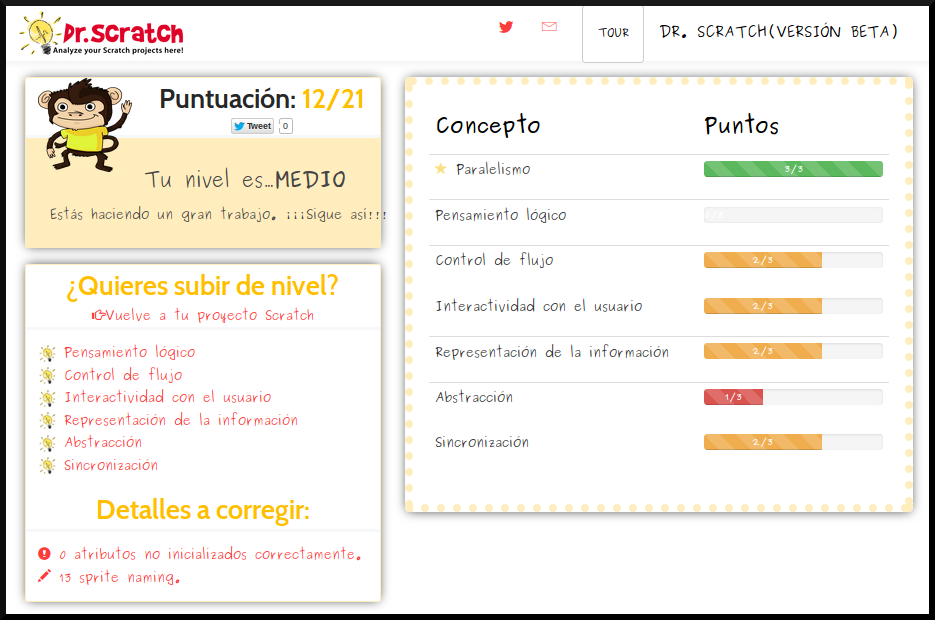 Dr.Scratch
Analyze your Scratch projects here!
TOUR
DR. SCRATCH(VERSIÓN BETA)
Puntuación: 12/21
Tweet 0
Tu nivel es...MEDIO
Estás haciendo un gran trabajo. ¡¡¡Sigue así!!!
¿Quieres subir de nivel?
Vuelve a tu proyecto Scratch
Pensamiento lógico
Control de flujo
Interactividad con el usuario
Representación de la información
Abstracción
Sincronización
Detalles a corregir:
0 atributos no inicializados correctamente.
13 sprite naming.
Concepto Puntos
Paralelismo 3/3
Pensamiento lógico
Control de flujo 2/3
Interactividad con el usuario 2/3
Representación de la información 2/3
Abstracción 1/3
Sincronización 2/3